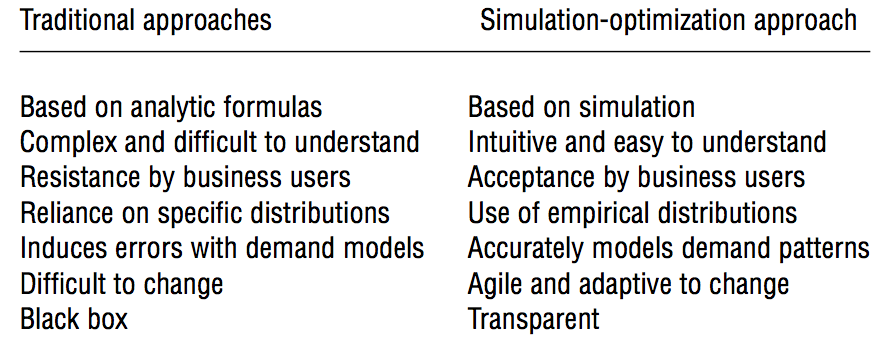 Traditional approaches Simulation-optimization approach
Based on analytic formulas Based on simulation
Complex and difficult to understand Intuitive and easy to understand
Resistance by business users Acceptance by business users
Reliance on specific distributions Use of empirical distributions
Induces errors with demand models Accurately models demand patterns
Difficult to change Agile and adaptive to change
Black box Transparent